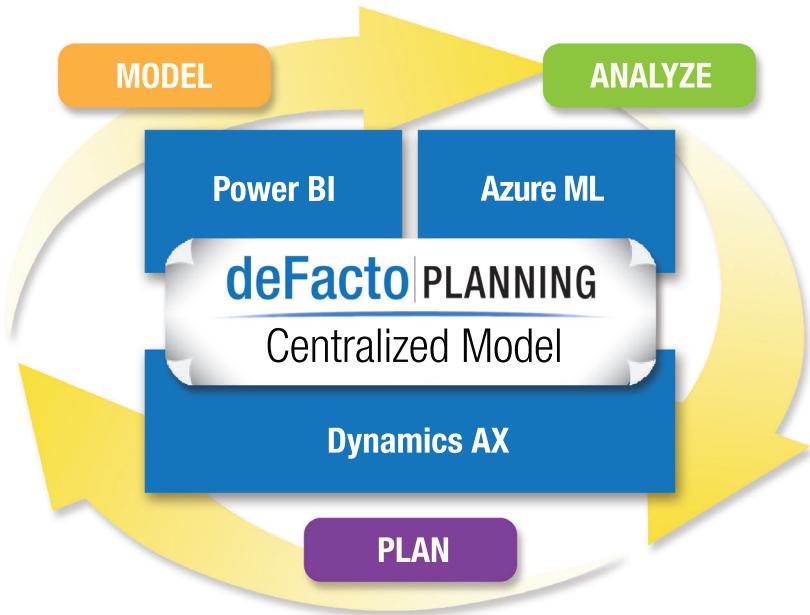 MODEL
ANALYZE
Power BI
Azure ML
deFacto PLANNING
Centralized Model
Dynamics AX
PLAN